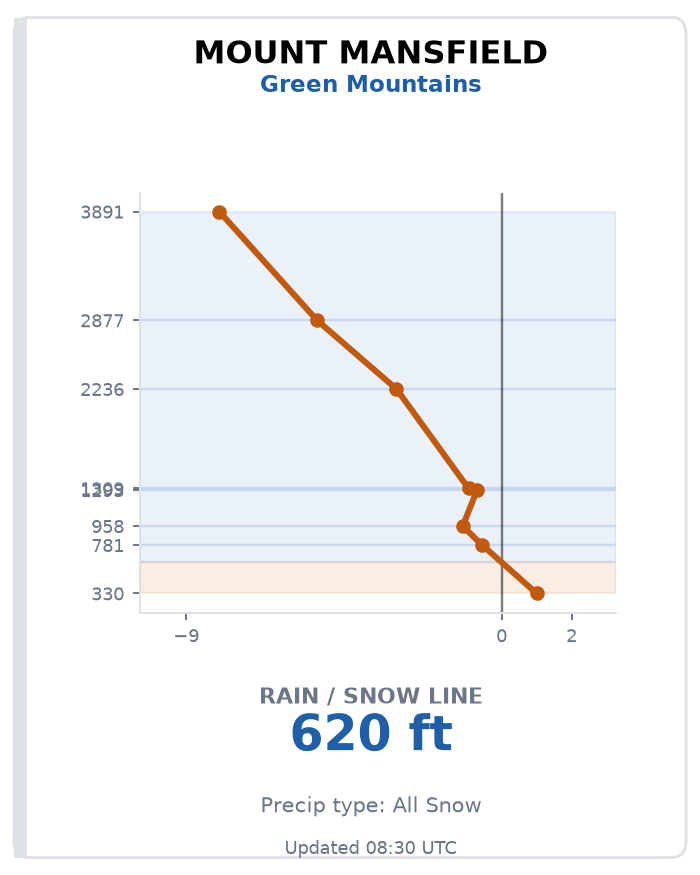 MOUNT MANSFIELD
Green Mountains
3891
2877
2236
958
781
330
−9 0 2
RAIN / SNOW LINE
620 ft
Precip type: All Snow
Updated 08:30 UTC